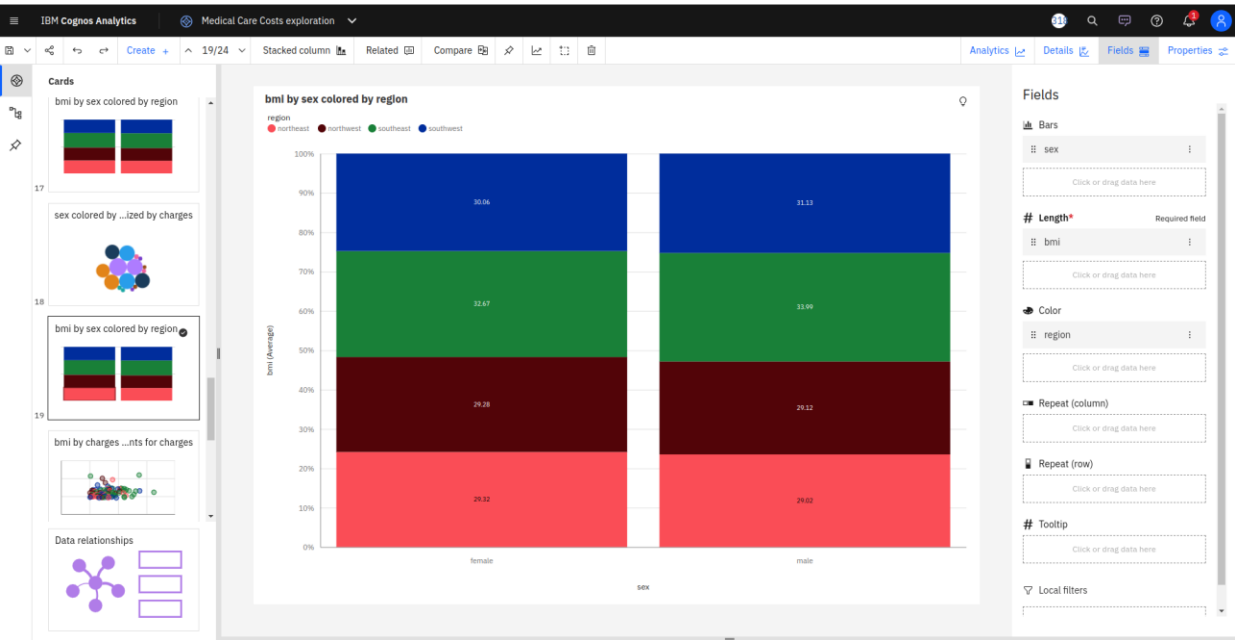 IBM Cognos Analytics
Medical Care Costs exploration
1
Create +
19/24
Stacked column
Related
Compare
Analytics
Details
Fields
Properties
Cards
bmi by sex colored by region
17
sex colored by ...ized by charges
18
bmi by sex colored by region
19
bmi by charges ...nts for charges
Data relationships
bmi by sex colored by region
region
northeast northwest southeast southwest
100%
90%
80%
70%
60%
50%
40%
30%
20%
10%
0%
bmi (Average)
30.06
31.13
32.67
33.99
29.28
29.12
29.32
29.02
female
male
sex
Fields
Bars
sex
Click or drag data here
# Length*
Required field
bmi
Click or drag data here
Color
region
Click or drag data here
Repeat (column)
Click or drag data here
Repeat (row)
Click or drag data here
# Tooltip
Click or drag data here
Local filters